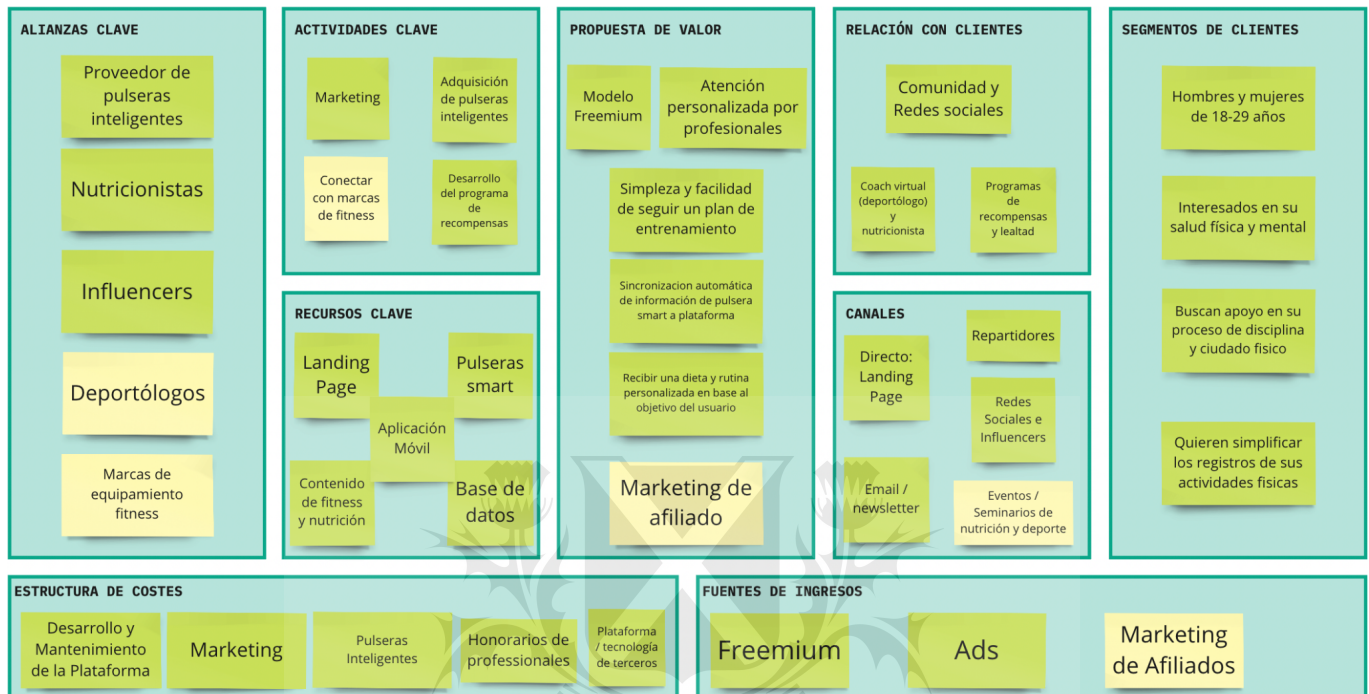 ALIANZAS CLAVE
Proveedor de
pulseras
inteligentes
Nutricionistas
Influencers
Deportólogos
Marcas de
equipamiento
fitness
ACTIVIDADES CLAVE
Marketing
Adquisición
de pulseras
inteligentes
Conectar
con marcas
de fitness
Desarrollo
del programa
de
recompensas
RECURSOS CLAVE
Landing
Page
Pulseras
smart
Aplicación
Móvil
Contenido
de fitness
y nutrición
Base de
datos
PROPUESTA DE VALOR
Modelo
Freemium
Atención
personalizada por
profesionales
Simpleza y facilidad
de seguir un plan de
entrenamiento
Sincronizacion automática
de información de pulsera
smart a plataforma
Recibir una dieta y rutina
personalizada en base al
objetivo del usuario
Marketing de
afiliado
RELACIÓN CON CLIENTES
Comunidad y
Redes sociales
Coach virtual
(deportólogo)
y
nutricionista
Programas
de
recompensas
y lealtad
CANALES
Directo:
Landing
Page
Repartidores
Redes
Sociales e
Influencers
Email /
newsletter
Eventos /
Seminarios de
nutrición y deporte
SEGMENTOS DE CLIENTES
Hombres y mujeres
de 18-29 años
Interesados en su
salud física y mental
Buscan apoyo en su
proceso de disciplina
y ciudado fisico
Quieren simplificar
los registros de sus
actividades fisicas
ESTRUCTURA DE COSTES
Desarrollo y
Mantenimiento
de la Plataforma
Marketing
Pulseras
Inteligentes
Honorarios de
professionales
Plataforma
/ tecnología
de terceros
FUENTES DE INGRESOS
Freemium
Ads
Marketing
de Afiliados